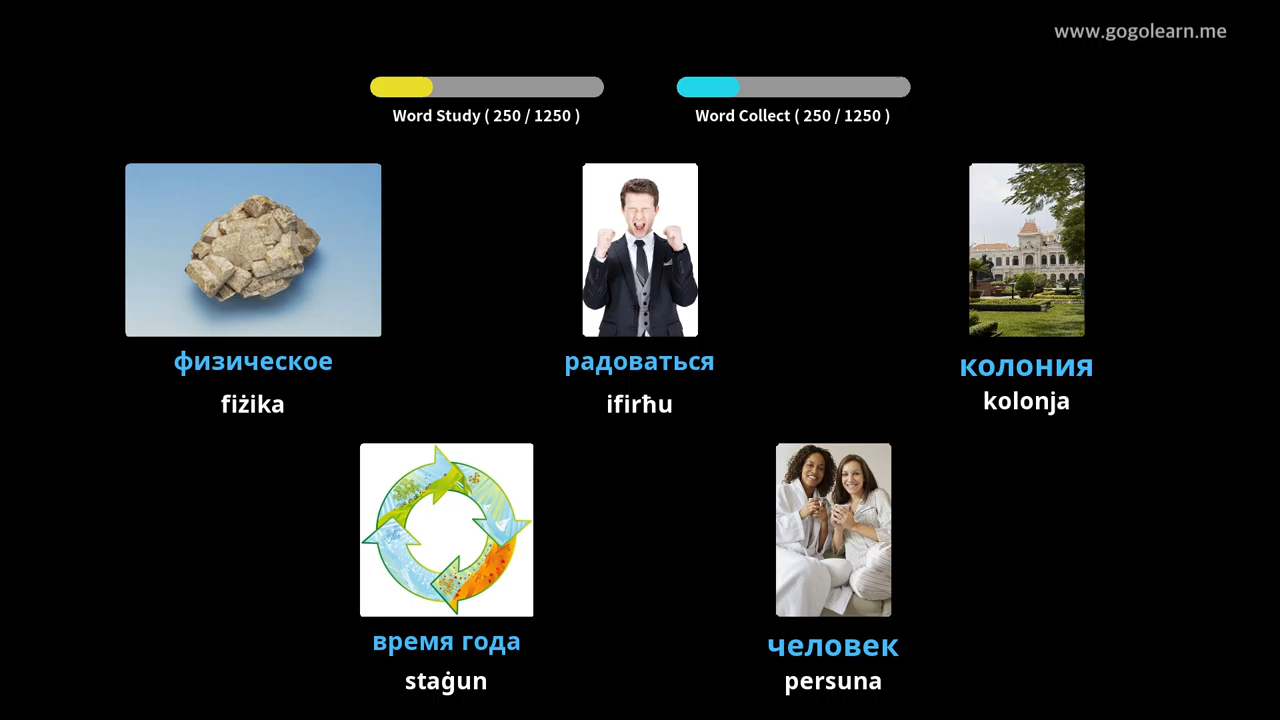 www.gogolearn.me
Word Study ( 250 / 1250 )
Word Collect ( 250 / 1250 )
физическое
fiżika
радоваться
ifirħu
колония
kolonja
время года
staġun
человек
persuna